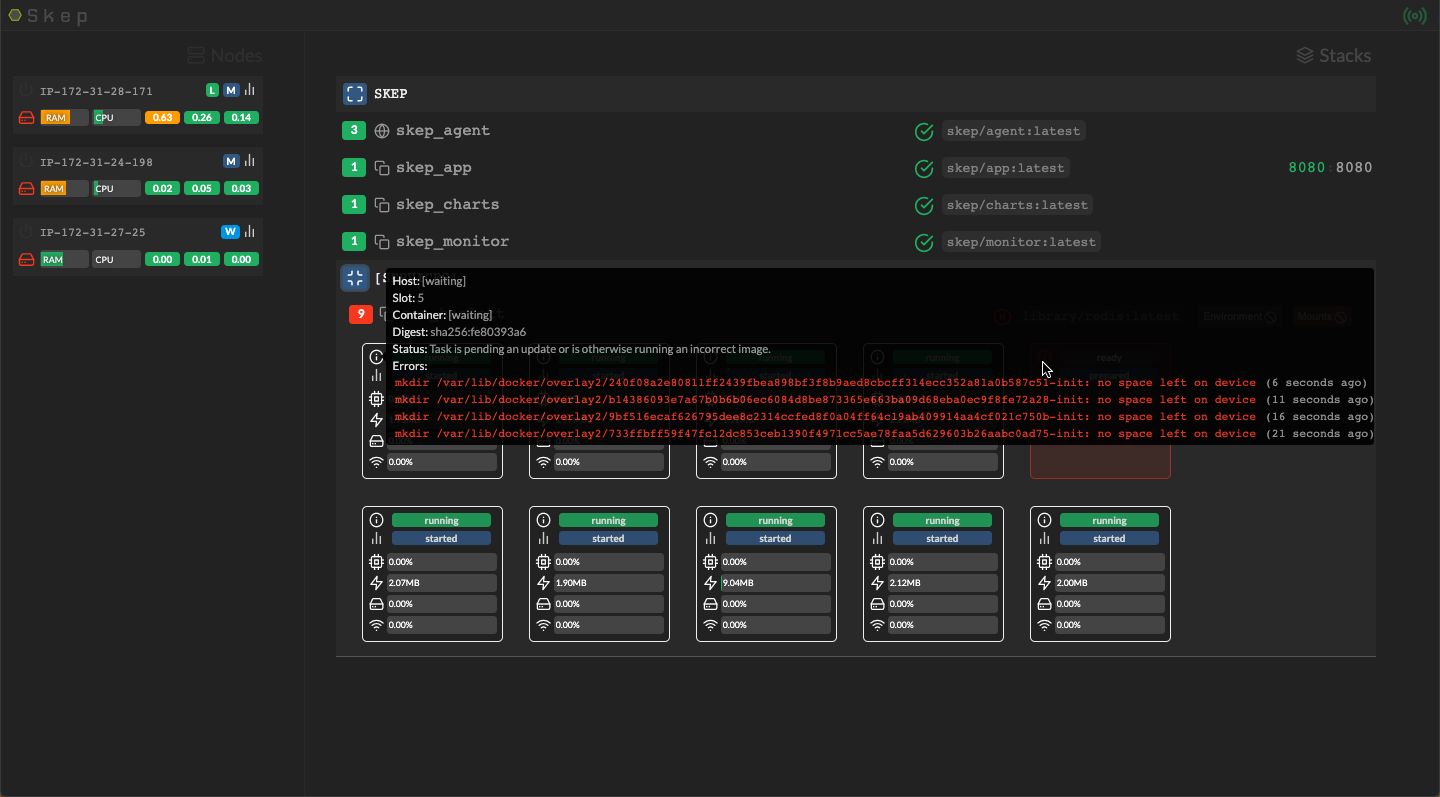 Skep
Nodes
Stacks
IP-172-31-28-171 L M
RAM CPU 0.63 0.26 0.14
IP-172-31-24-198 M
RAM CPU 0.02 0.05 0.03
IP-172-31-27-25 W
RAM CPU 0.00 0.01 0.00
SKEP
3 skep_agent skep/agent:latest
1 skep_app skep/app:latest 8080:8080
1 skep_charts skep/charts:latest
1 skep_monitor skep/monitor:latest
9 library/redis:latest Environment Mounts
Host: [waiting]
Slot: 5
Container: [waiting]
Digest: sha256:fe80393a6
Status: Task is pending an update or is otherwise running an incorrect image.
Errors:
mkdir /var/lib/docker/overlay2/240f08a2e80811ff2439fbea898bf3f8b9aed8cbcff314ecc352a81a0b587c51-init: no space left on device (6 seconds ago)
mkdir /var/lib/docker/overlay2/b14386093e7a67b0b6b06ec6084d8be873365e663ba09d68eba0ec9f8fe72a28-init: no space left on device (11 seconds ago)
mkdir /var/lib/docker/overlay2/9bf516ecaf626795dee8c2314ccfed8f0a04ff64c19ab409914aa4cf021c750b-init: no space left on device (16 seconds ago)
mkdir /var/lib/docker/overlay2/733ffbff59f47fc12dc853ceb1390f4971cc5ae78faa5d629603b26aabc0ad75-init: no space left on device (21 seconds ago)
running running running running ready
started started started started prepared
0.00% 0.00% 0.00% 0.00%
running running running running running
started started started started started
0.00% 0.00% 0.00% 0.00% 0.00%
2.07MB 1.90MB 9.04MB 2.12MB 2.00MB
0.00% 0.00% 0.00% 0.00% 0.00%
0.00% 0.00% 0.00% 0.00% 0.00%